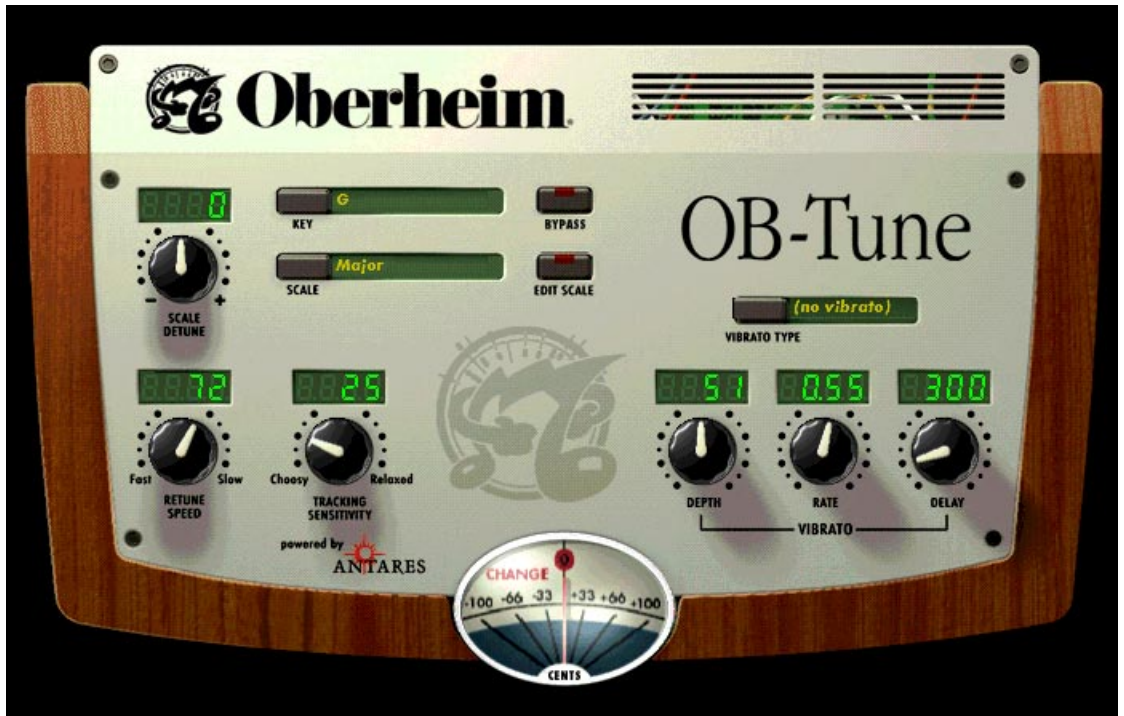 Oberheim
0
KEY
G
BYPASS
OB-Tune
SCALE
Major
EDIT SCALE
- +
SCALE
DETUNE
(no vibrato)
VIBRATO TYPE
72
25
51
0.55
300
Fast Slow
RETUNE
SPEED
Choosy Relaxed
TRACKING
SENSITIVITY
DEPTH
RATE
DELAY
VIBRATO
powered by
ANTARES
CHANGE
0
-100 -66 -33 +33 +66 +100
CENTS